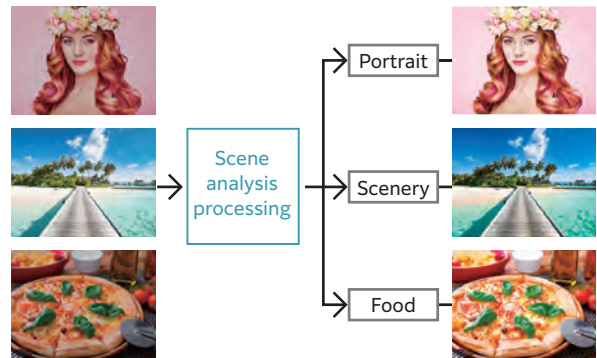 Portrait
Scene
analysis
processing
Scenery
Food